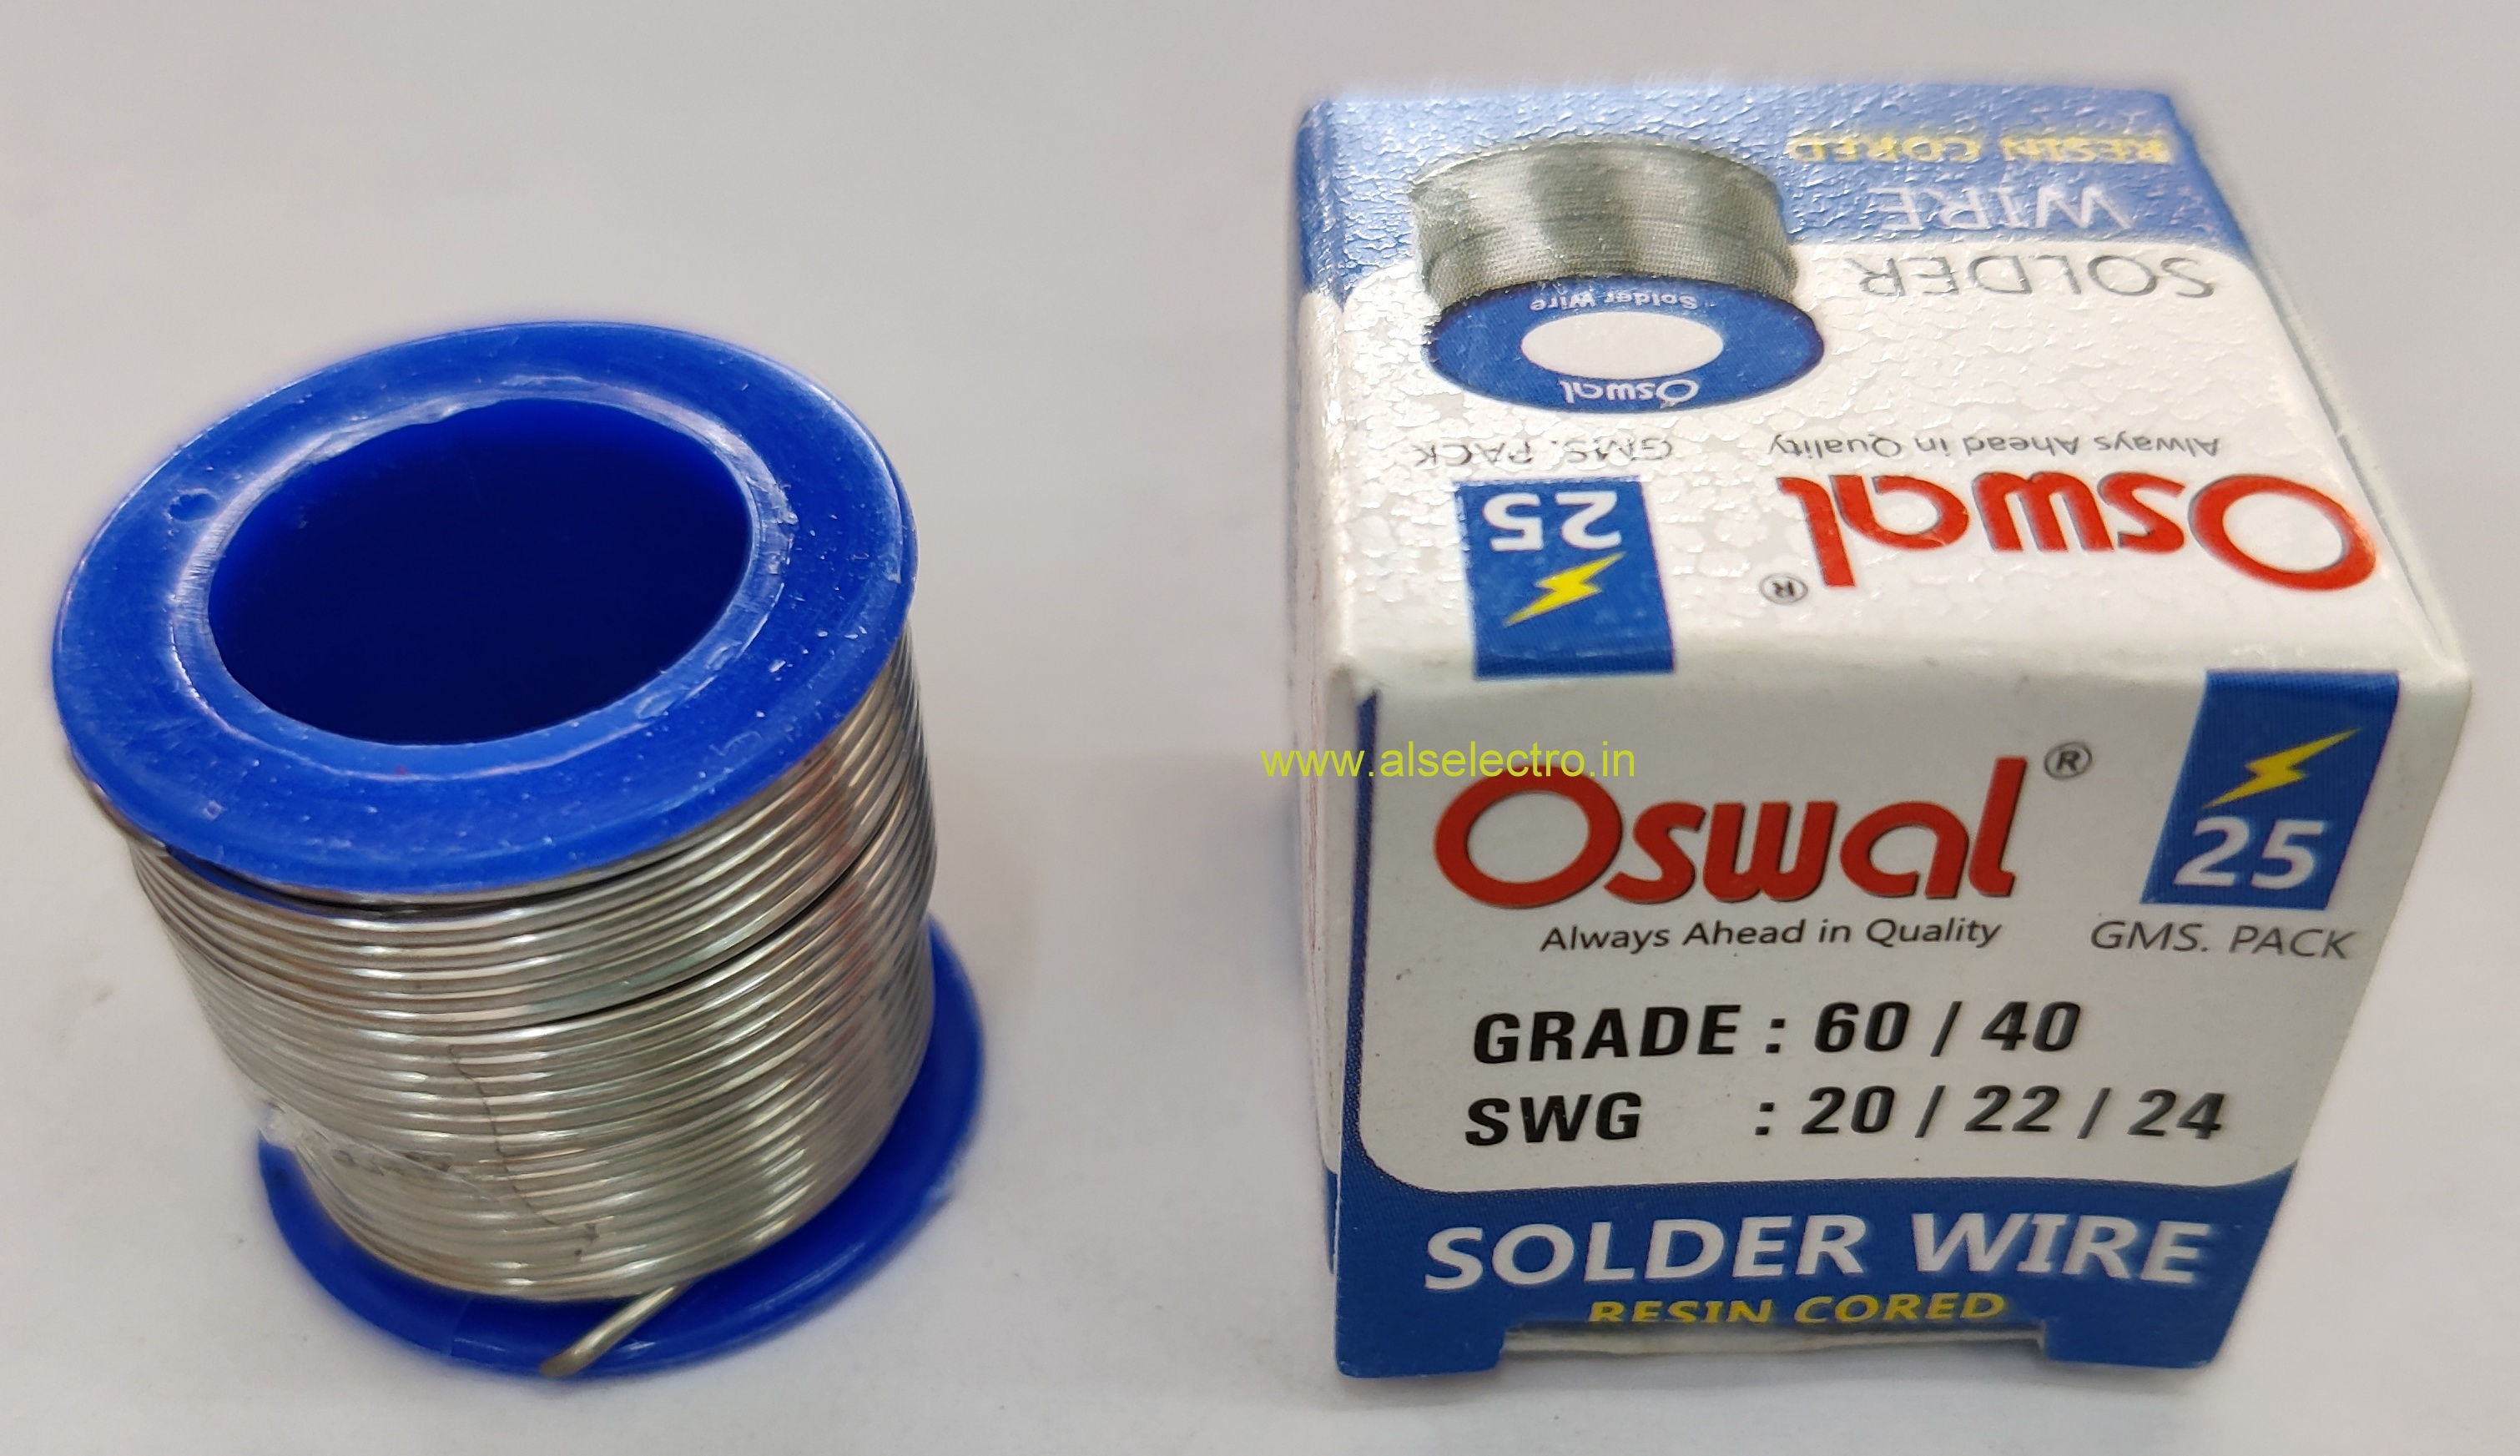 RESIN CORED
WIRE
SOLDER
Solder Wire
Oswal
GMS. PACK
Always Ahead in Quality
25
Oswal
®
www.alselectro.in
Oswal ®
25
Always Ahead in Quality
GMS. PACK
GRADE : 60 / 40
SWG : 20 / 22 / 24
SOLDER WIRE
RESIN CORED